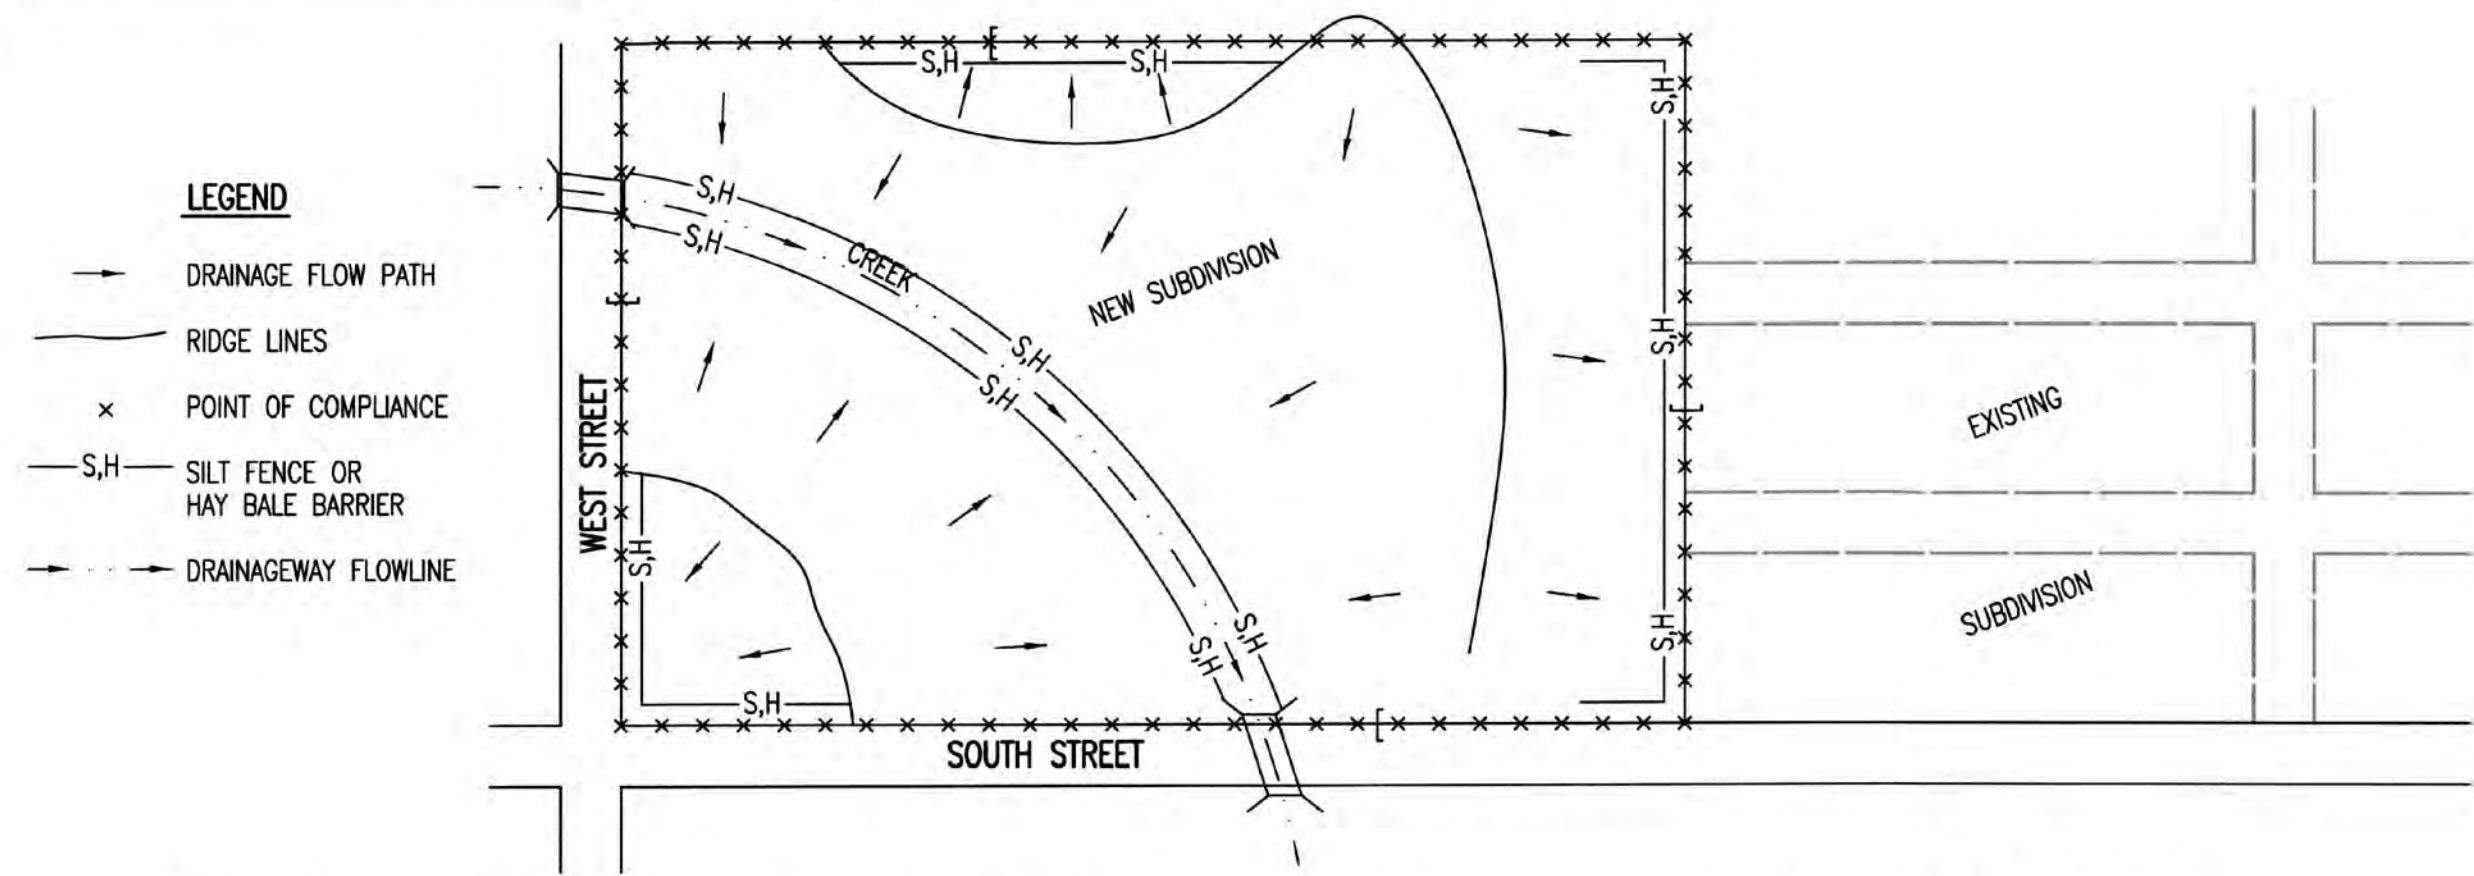 LEGEND
DRAINAGE FLOW PATH
RIDGE LINES
× POINT OF COMPLIANCE
S,H SILT FENCE OR
HAY BALE BARRIER
DRAINAGEWAY FLOWLINE
S,H
S,H
S,H
S,H
S,H
CREEK
NEW SUBDIVISION
S,H
S,H
S,H
WEST STREET
EXISTING
S,H
SUBDIVISION
S,H
S,H
S,H
S,H
SOUTH STREET